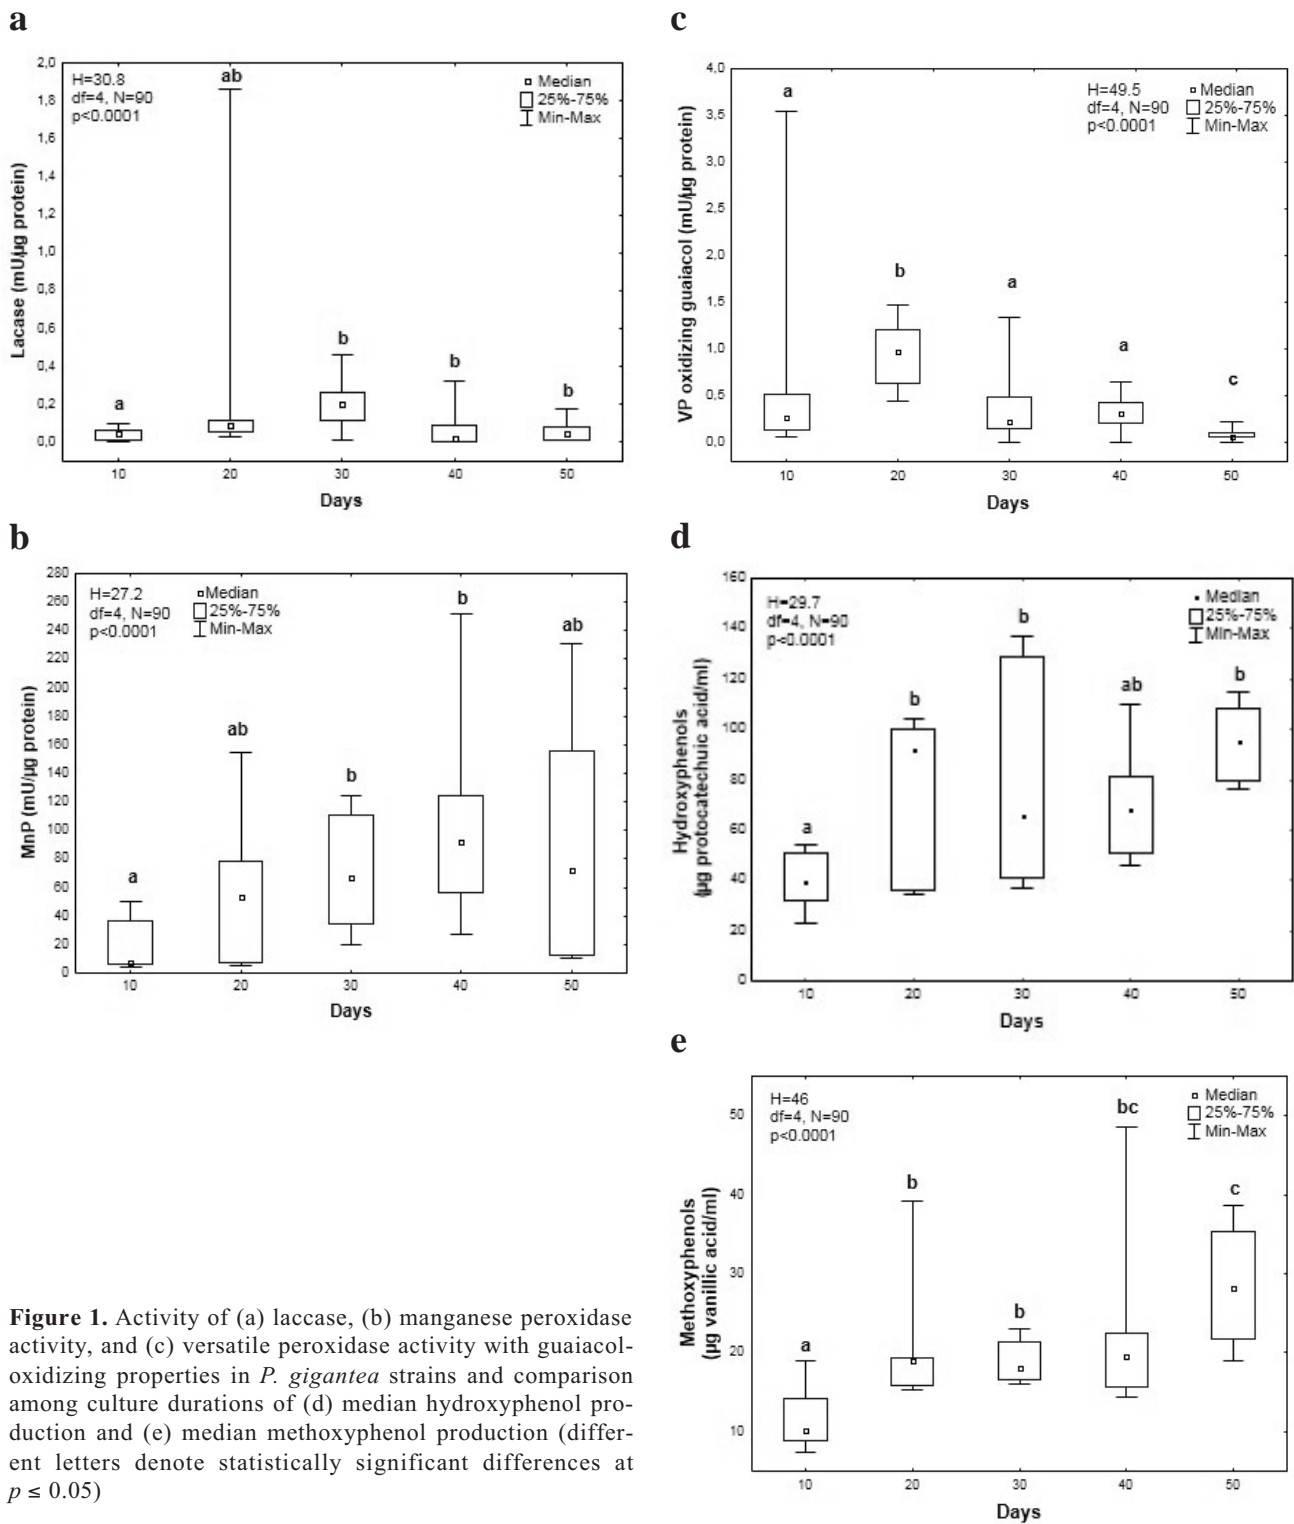 a
2,0
1,8
1,6
1,4
1,2
1,0
0,8
0,6
0,4
0,2
0,0
Lacase (mU/µg protein)
H=30.8
df=4, N=90
p<0.0001
Median
25%-75%
Min-Max
a
ab
b
b
b
10 20 30 40 50
Days
b
280
260
240
220
200
180
160
140
120
100
80
60
40
20
0
MnP (mU/µg protein)
H=27.2
df=4, N=90
p<0.0001
Median
25%-75%
Min-Max
a
ab
b
b
ab
10 20 30 40 50
Days
Figure 1. Activity of (a) laccase, (b) manganese peroxidase
activity, and (c) versatile peroxidase activity with guaiacol-
oxidizing properties in P. gigantea strains and comparison
among culture durations of (d) median hydroxyphenol pro-
duction and (e) median methoxyphenol production (differ-
ent letters denote statistically significant differences at
p ≤ 0.05)
c
4,0
3,5
3,0
2,5
2,0
1,5
1,0
0,5
0,0
VP oxidizing guaiacol (mU/µg protein)
H=49.5
df=4, N=90
p<0.0001
Median
25%-75%
Min-Max
a
b
a
a
c
10 20 30 40 50
Days
d
160
140
120
100
80
60
40
20
0
Hydroxyphenols
(µg protocatechuic acid/ml)
H=29.7
df=4, N=90
p<0.0001
Median
25%-75%
Min-Max
a
b
b
ab
b
10 20 30 40 50
Days
e
50
40
30
20
10
Methoxyphenols
(µg vanillic acid/ml)
H=46
df=4, N=90
p<0.0001
Median
25%-75%
Min-Max
a
b
b
bc
c
10 20 30 40 50
Days